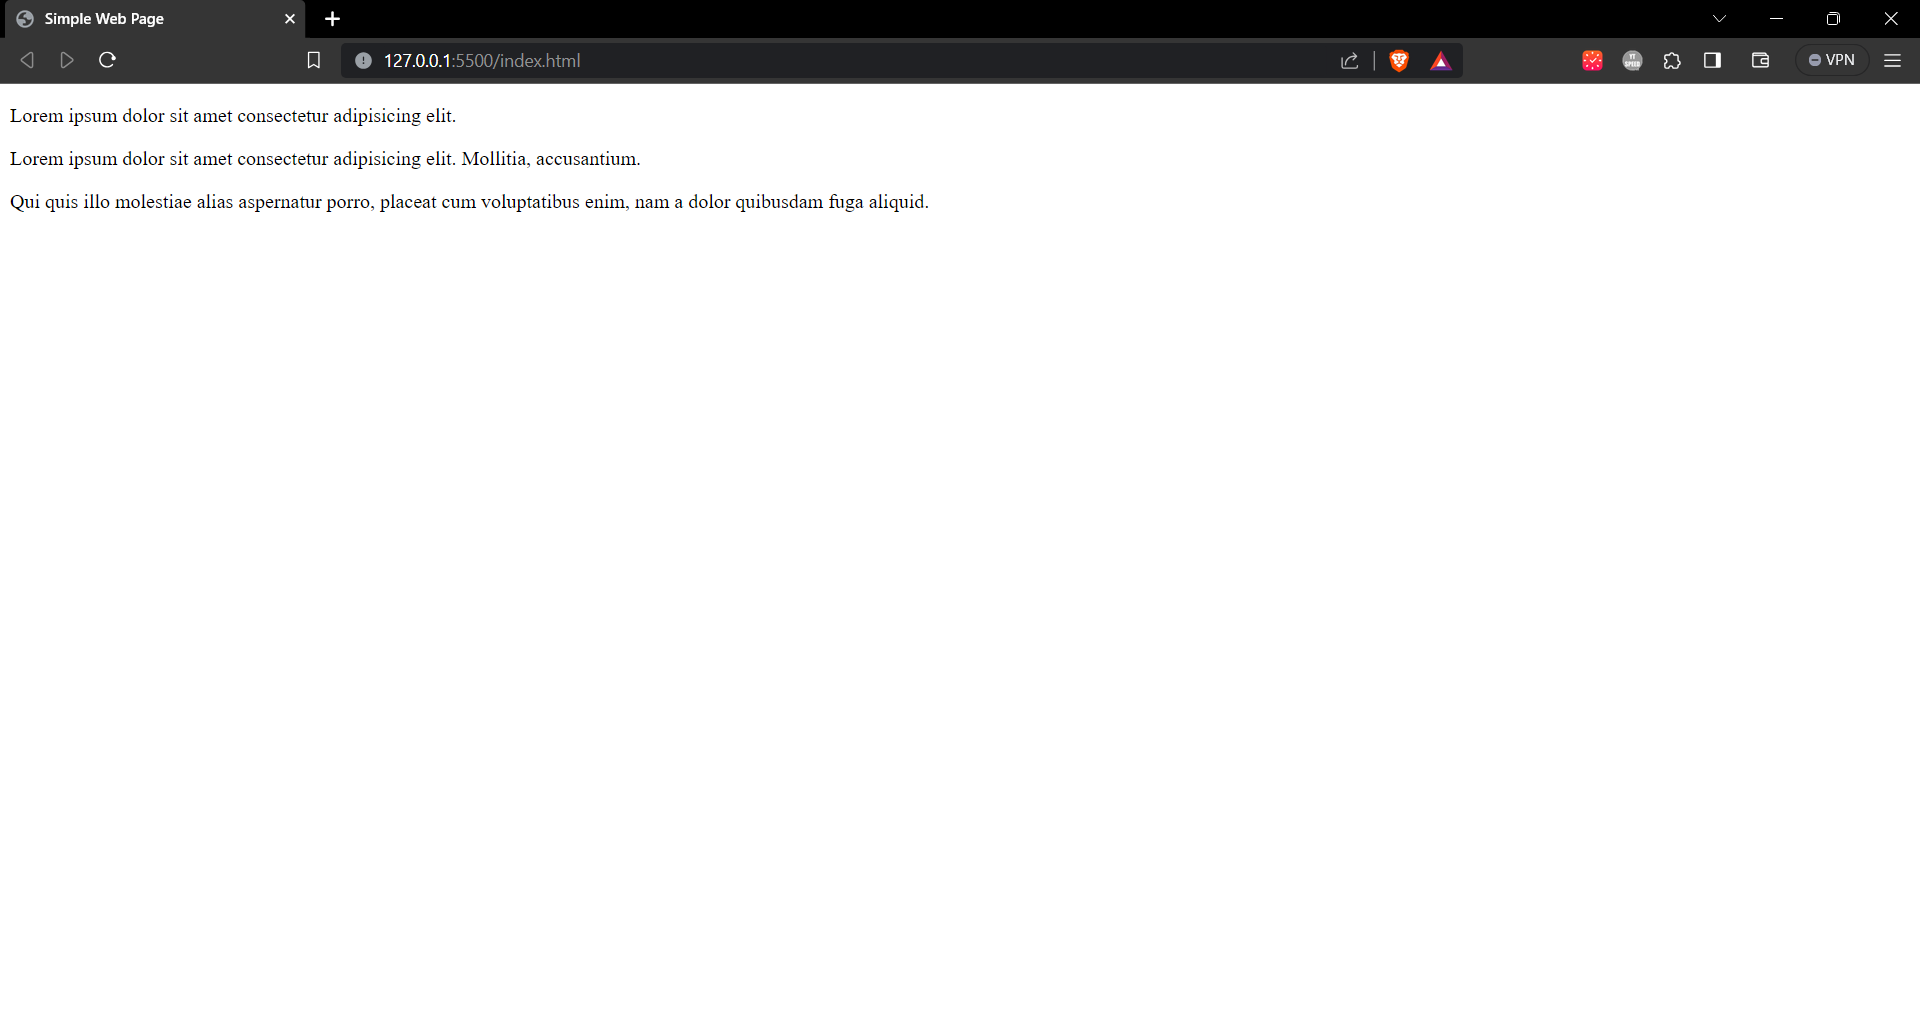 Simple Web Page
127.0.0.1:5500/index.html
YT SPEED
VPN
Lorem ipsum dolor sit amet consectetur adipisicing elit.
Lorem ipsum dolor sit amet consectetur adipisicing elit. Mollitia, accusantium.
Qui quis illo molestiae alias aspernatur porro, placeat cum voluptatibus enim, nam a dolor quibusdam fuga aliquid.